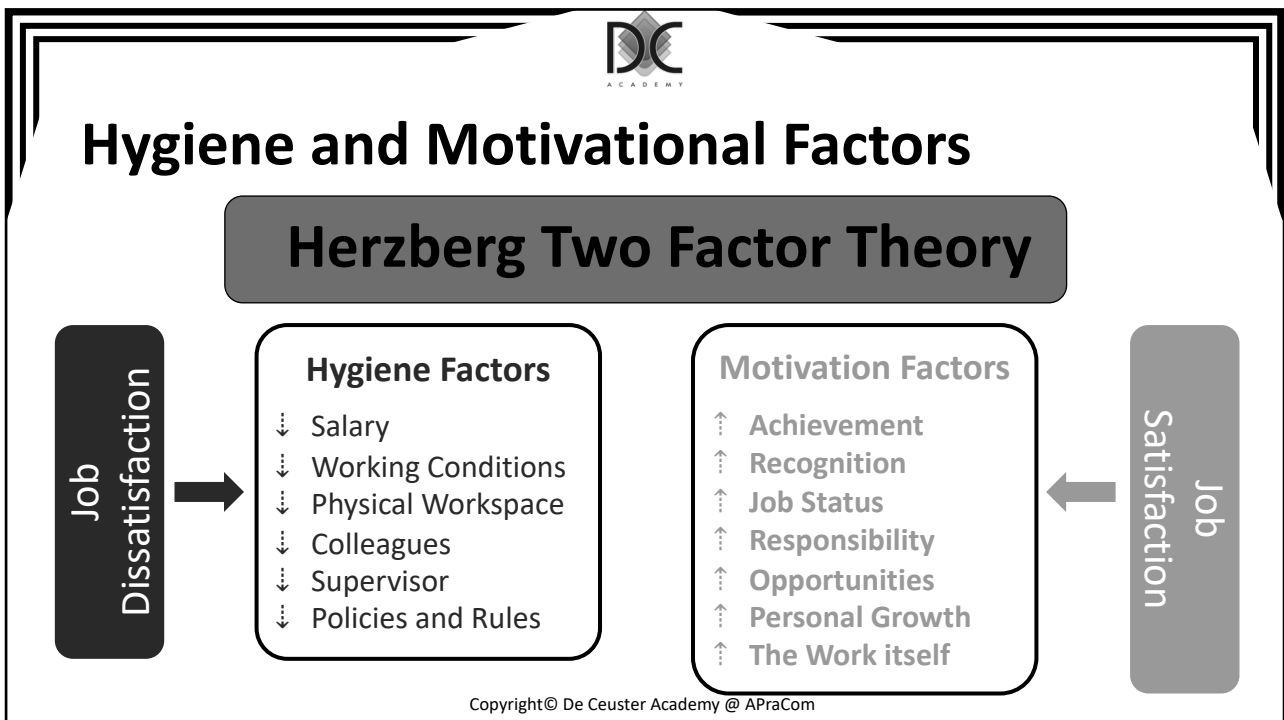 DC
ACADEMY
Hygiene and Motivational Factors
Herzberg Two Factor Theory
Job
Dissatisfaction
Hygiene Factors
⇣ Salary
⇣ Working Conditions
⇣ Physical Workspace
⇣ Colleagues
⇣ Supervisor
⇣ Policies and Rules
Motivation Factors
⇡ Achievement
⇡ Recognition
⇡ Job Status
⇡ Responsibility
⇡ Opportunities
⇡ Personal Growth
⇡ The Work itself
Job
Satisfaction
Copyright© De Ceuster Academy @ APraCom